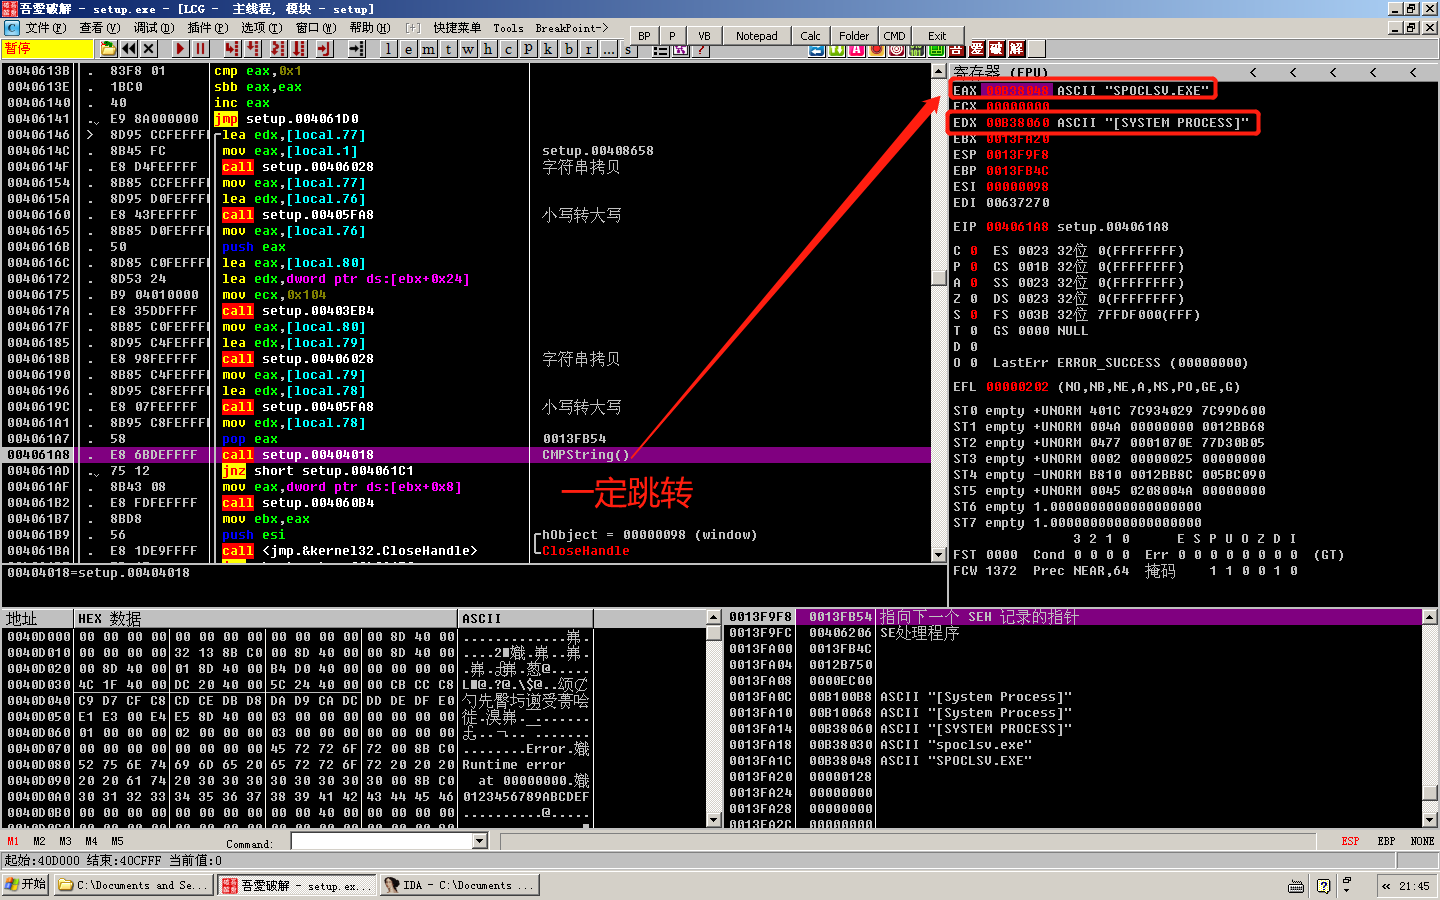 吾爱破解 - setup.exe - [LCG - 主线程, 模块 - setup]
文件(F) 查看(V) 调试(D) 插件(P) 选项(T) 窗口(W) 帮助(H) [+] 快捷菜单 Tools BreakPoint->
BP P VB Notepad Calc Folder CMD Exit
暂停
l e m t w h c p k b r ... s
0040613B . 83F8 01 cmp eax,0x1
0040613E . 1BC0 sbb eax,eax
00406140 . 40 inc eax
00406141 . E9 8A000000 jmp setup.004061D0
00406146 > 8D95 CCFEFFFF lea edx,[local.77]
0040614C . 8B45 FC mov eax,[local.1] setup.00408658
0040614F . E8 D4FEFFFF call setup.00406028 字符串拷贝
00406154 . 8B85 CCFEFFFF mov eax,[local.77]
0040615A . 8D95 D0FEFFFF lea edx,[local.76]
00406160 . E8 43FEFFFF call setup.00405FA8 小写转大写
00406165 . 8B85 D0FEFFFF mov eax,[local.76]
0040616B . 50 push eax
0040616C . 8D85 C0FEFFFF lea eax,[local.80]
00406172 . 8D53 24 lea edx,dword ptr ds:[ebx+0x24]
00406175 . B9 04010000 mov ecx,0x104
0040617A . E8 35DDFFFF call setup.00403EB4
0040617F . 8B85 C0FEFFFF mov eax,[local.80]
00406185 . 8D95 C4FEFFFF lea edx,[local.79]
0040618B . E8 98FEFFFF call setup.00406028 字符串拷贝
00406190 . 8B85 C4FEFFFF mov eax,[local.79]
00406196 . 8D95 C8FEFFFF lea edx,[local.78]
0040619C . E8 07FEFFFF call setup.00405FA8 小写转大写
004061A1 . 8B95 C8FEFFFF mov edx,[local.78]
004061A7 . 58 pop eax 0013FB54
004061A8 . E8 6BDEFFFF call setup.00404018 CMPString()
004061AD . 75 12 jnz short setup.004061C1
004061AF . 8B43 08 mov eax,dword ptr ds:[ebx+0x8]
004061B2 . E8 FDFEFFFF call setup.004060B4
004061B7 . 8BD8 mov ebx,eax
004061B9 . 56 push esi hObject = 00000098 (window)
004061BA . E8 1DE9FFFF call <jmp.&kernel32.CloseHandle> CloseHandle
一定跳转
00404018=setup.00404018
寄存器 (FPU) < < < < <
EAX 00B38048 ASCII "SPOCLSV.EXE"
ECX 00000000
EDX 00B38060 ASCII "[SYSTEM PROCESS]"
EBX 0013FA20
ESP 0013F9F8
EBP 0013FB4C
ESI 00000098
EDI 00637270
EIP 004061A8 setup.004061A8
C 0 ES 0023 32位 0(FFFFFFFF)
P 0 CS 001B 32位 0(FFFFFFFF)
A 0 SS 0023 32位 0(FFFFFFFF)
Z 0 DS 0023 32位 0(FFFFFFFF)
S 0 FS 003B 32位 7FFDF000(FFF)
T 0 GS 0000 NULL
D 0
O 0 LastErr ERROR_SUCCESS (00000000)
EFL 00000202 (NO,NB,NE,A,NS,PO,GE,G)
ST0 empty +UNORM 401C 7C934029 7C99D600
ST1 empty +UNORM 004A 00000000 0012BB68
ST2 empty +UNORM 0477 0001070E 77D30B05
ST3 empty +UNORM 0002 00000025 00000000
ST4 empty -UNORM B810 0012BB8C 005BC090
ST5 empty +UNORM 0045 0208004A 00000000
ST6 empty 1.0000000000000000000
ST7 empty 1.0000000000000000000
3 2 1 0 E S P U O Z D I
FST 0000 Cond 0 0 0 0 Err 0 0 0 0 0 0 0 0 (GT)
FCW 1372 Prec NEAR,64 掩码 1 1 0 0 1 0
地址 HEX 数据 ASCII
0040D000 00 00 00 00 00 00 00 00 00 00 00 00 00 8D 40 00
0040D010 00 00 00 00 32 13 8B C0 00 8D 40 00 00 8D 40 00
0040D020 00 8D 40 00 01 8D 40 00 B4 D0 40 00 00 00 00 00
0040D030 4C 1F 40 00 DC 20 40 00 5C 24 40 00 00 CB CC C8
0040D040 C9 D7 CF C8 CD CE DB D8 DA D9 CA DC DD DE DF E0
0040D050 E1 E3 00 E4 E5 8D 40 00 03 00 00 00 00 00 00 00
0040D060 01 00 00 00 02 00 00 00 03 00 00 00 00 00 00 00
0040D070 00 00 00 00 00 00 00 00 45 72 72 6F 72 00 8B C0 ........Error.
0040D080 52 75 6E 74 69 6D 65 20 65 72 72 6F 72 20 20 20 Runtime error
0040D090 20 20 61 74 20 30 30 30 30 30 30 30 30 00 8B C0 at 00000000.
0040D0A0 30 31 32 33 34 35 36 37 38 39 41 42 43 44 45 46 0123456789ABCDEF
0040D0B0 00 00 00 00 00 00 00 00 00 00 40 00 00 00 00 00 ..........@.....
0013F9F8 0013FB54 指向下一个 SEH 记录的指针
0013F9FC 00406206 SE处理程序
0013FA00 0013FB4C
0013FA04 0012B750
0013FA08 0000EC00
0013FA0C 00B100B8 ASCII "[System Process]"
0013FA10 00B10068 ASCII "[System Process]"
0013FA14 00B38060 ASCII "[SYSTEM PROCESS]"
0013FA18 00B38030 ASCII "spoclsv.exe"
0013FA1C 00B38048 ASCII "SPOCLSV.EXE"
0013FA20 00000128
0013FA24 00000000
0013FA28 00000000
0013FA2C 00000000
M1 M2 M3 M4 M5 Command: ESP EBP NONE
起始:40D000 结束:40CFFF 当前值:0
开始 C:\Documents and Se... 吾爱破解 - setup.ex... IDA - C:\Documents ... « 21:45